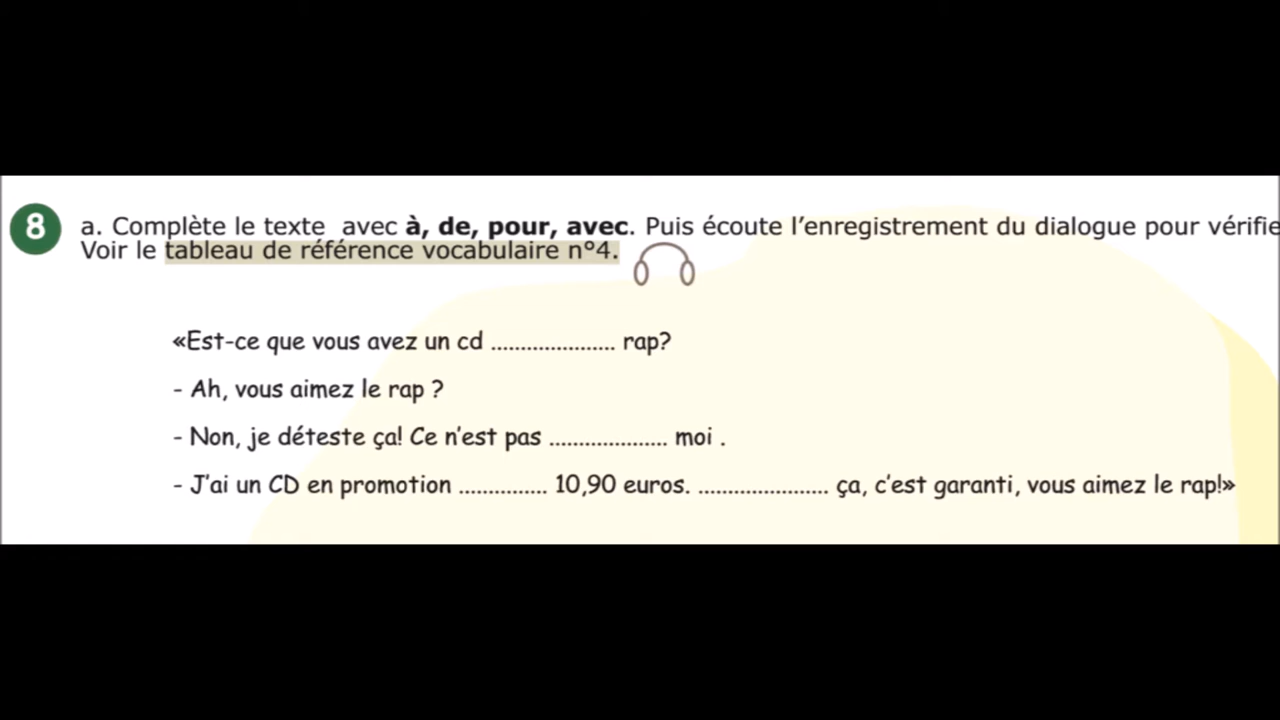 8 a. Complète le texte avec à, de, pour, avec. Puis écoute l'enregistrement du dialogue pour vérifie
Voir le tableau de référence vocabulaire n°4.
«Est-ce que vous avez un cd ..................... rap?
- Ah, vous aimez le rap ?
- Non, je déteste ça! Ce n'est pas .................... moi .
- J'ai un CD en promotion ............... 10,90 euros. ...................... ça, c'est garanti, vous aimez le rap!»